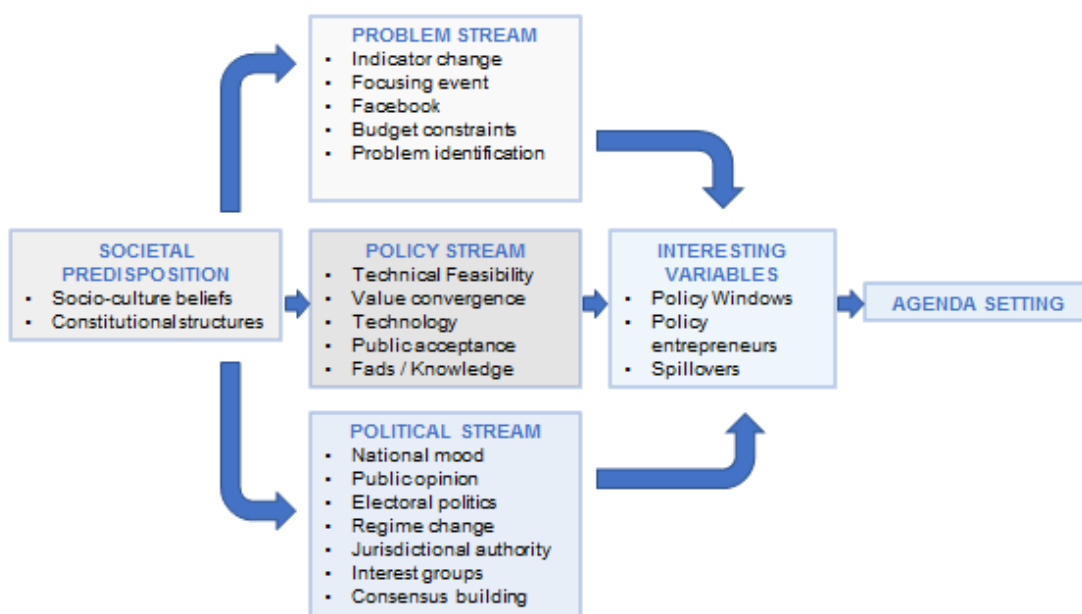 PROBLEM STREAM
▪ Indicator change
▪ Focusing event
▪ Facebook
▪ Budget constraints
▪ Problem identification
SOCIETAL
PREDISPOSITION
▪ Socio-culture beliefs
▪ Constitutional structures
POLICY STREAM
▪ Technical Feasibility
▪ Value convergence
▪ Technology
▪ Public acceptance
▪ Fads / Knowledge
INTERESTING
VARIABLES
▪ Policy Windows
▪ Policy
entrepreneurs
▪ Spillovers
AGENDA SETTING
POLITICAL STREAM
▪ National mood
▪ Public opinion
▪ Electoral politics
▪ Regime change
▪ Jurisdictional authority
▪ Interest groups
▪ Consensus building